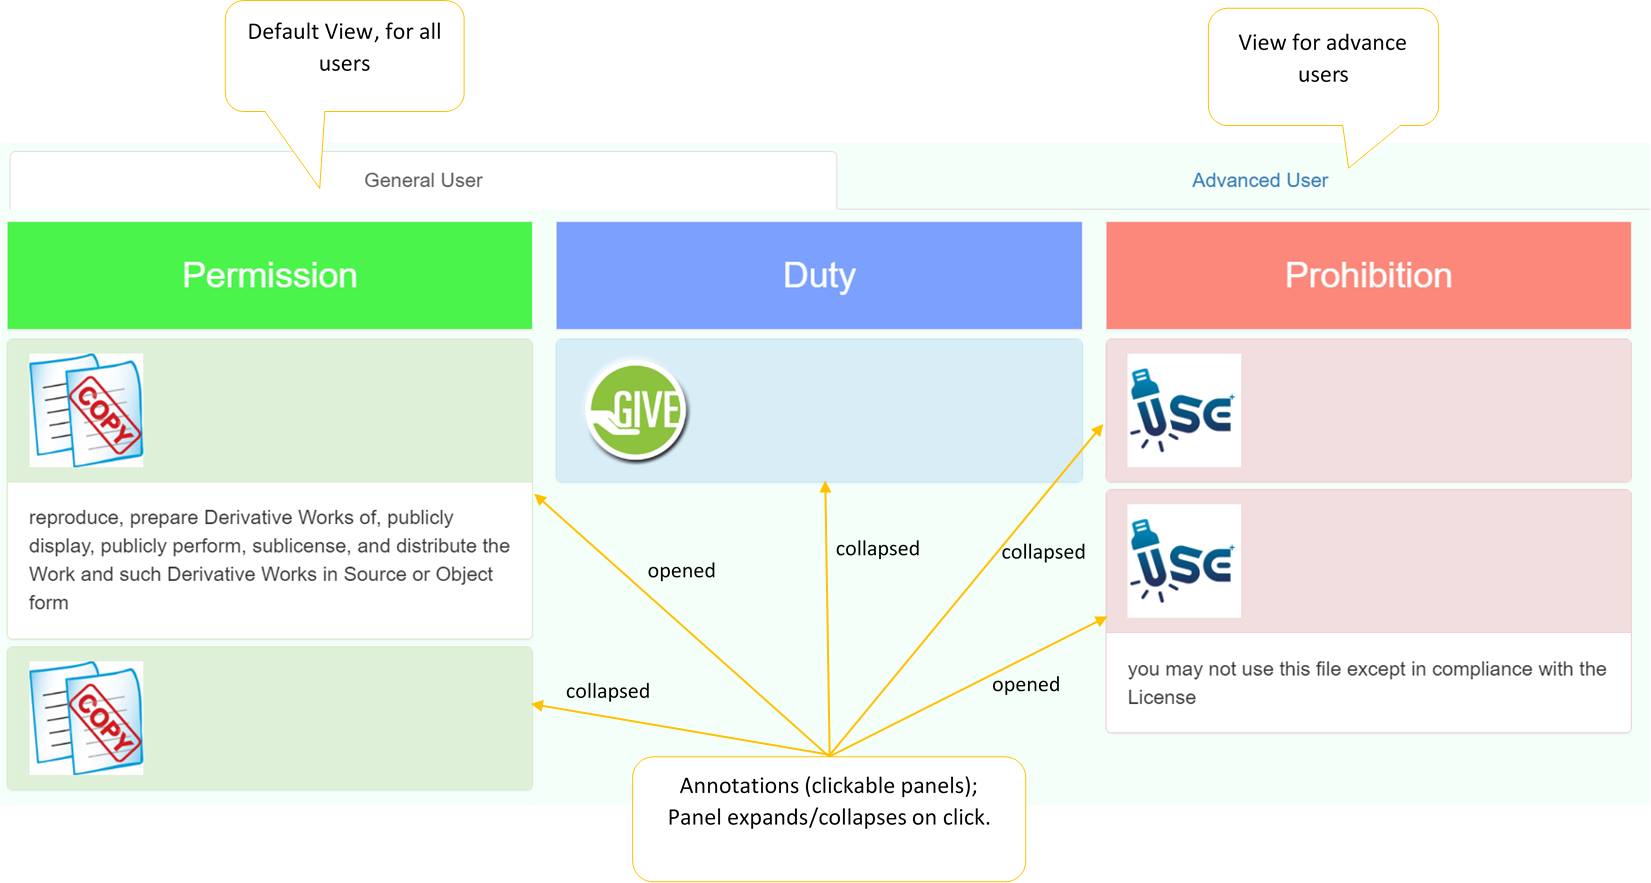 Default View, for all
users
View for advance
users
General User
Advanced User
Permission
Duty
Prohibition
COPY
GIVE
USE
reproduce, prepare Derivative Works of, publicly
display, publicly perform, sublicense, and distribute the
Work and such Derivative Works in Source or Object
form
opened
collapsed
collapsed
USE
you may not use this file except in compliance with the
License
collapsed
opened
COPY
Annotations (clickable panels);
Panel expands/collapses on click.